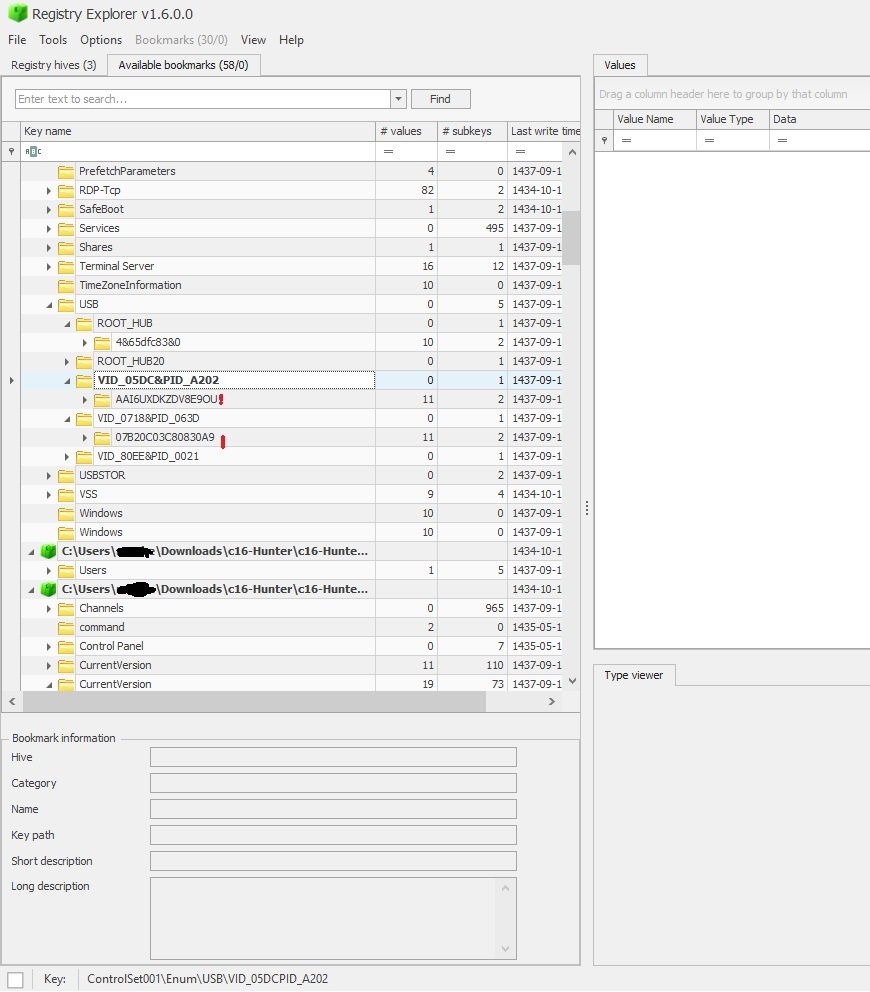 Registry Explorer v1.6.0.0
File Tools Options Bookmarks (30/0) View Help
Registry hives (3) Available bookmarks (58/0)
Enter text to search... Find
Key name # values # subkeys Last write time
ABC = = =
PrefetchParameters 4 0 1437-09-1
RDP-Tcp 82 2 1434-10-1
SafeBoot 1 2 1434-10-1
Services 0 495 1437-09-1
Shares 1 1 1437-09-1
Terminal Server 16 12 1437-09-1
TimeZoneInformation 10 0 1437-09-1
USB 0 5 1437-09-1
ROOT_HUB 0 1 1437-09-1
4&65dfc83&0 10 2 1437-09-1
ROOT_HUB20 0 1 1437-09-1
VID_05DC&PID_A202 0 1 1437-09-1
AAI6UXDKZDV8E9OU 11 2 1437-09-1
VID_0718&PID_063D 0 1 1437-09-1
07B20C03C80830A9 11 2 1437-09-1
VID_80EE&PID_0021 0 1 1437-09-1
USBSTOR 0 2 1437-09-1
VSS 9 4 1434-10-1
Windows 10 0 1437-09-1
Windows 10 0 1437-09-1
C:\Users\ \Downloads\c16-Hunter\c16-Hunte... 1434-10-1
Users 1 5 1437-09-1
C:\Users\ \Downloads\c16-Hunter\c16-Hunte... 1434-10-1
Channels 0 965 1437-09-1
command 2 0 1435-05-1
Control Panel 0 7 1435-05-1
CurrentVersion 11 110 1437-09-1
CurrentVersion 19 73 1437-09-1
Bookmark information
Hive
Category
Name
Key path
Short description
Long description
Key: ControlSet001\Enum\USB\VID_05DCPID_A202
Values
Drag a column header here to group by that column
Value Name Value Type Data
= = =
Type viewer